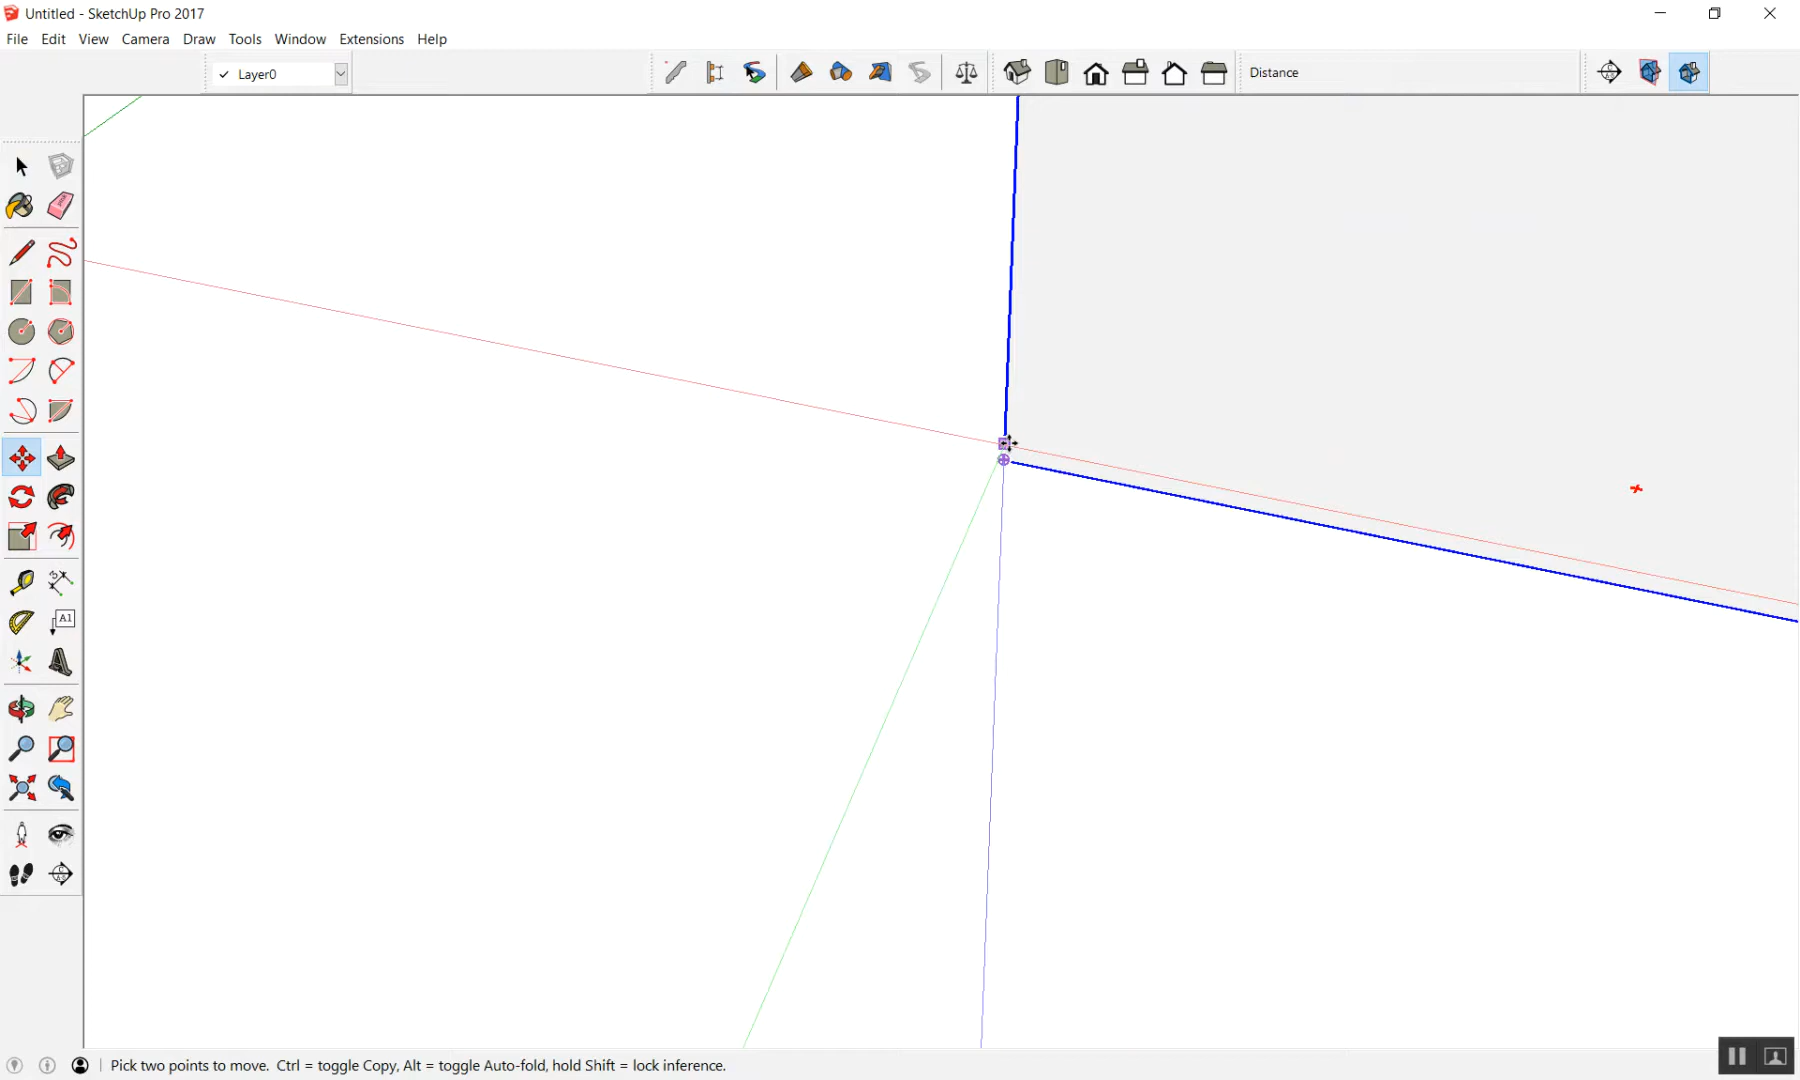 Untitled - SketchUp Pro 2017
File Edit View Camera Draw Tools Window Extensions Help
Layer0
Distance
A1
Pick two points to move. Ctrl = toggle Copy, Alt = toggle Auto-fold, hold Shift = lock inference.